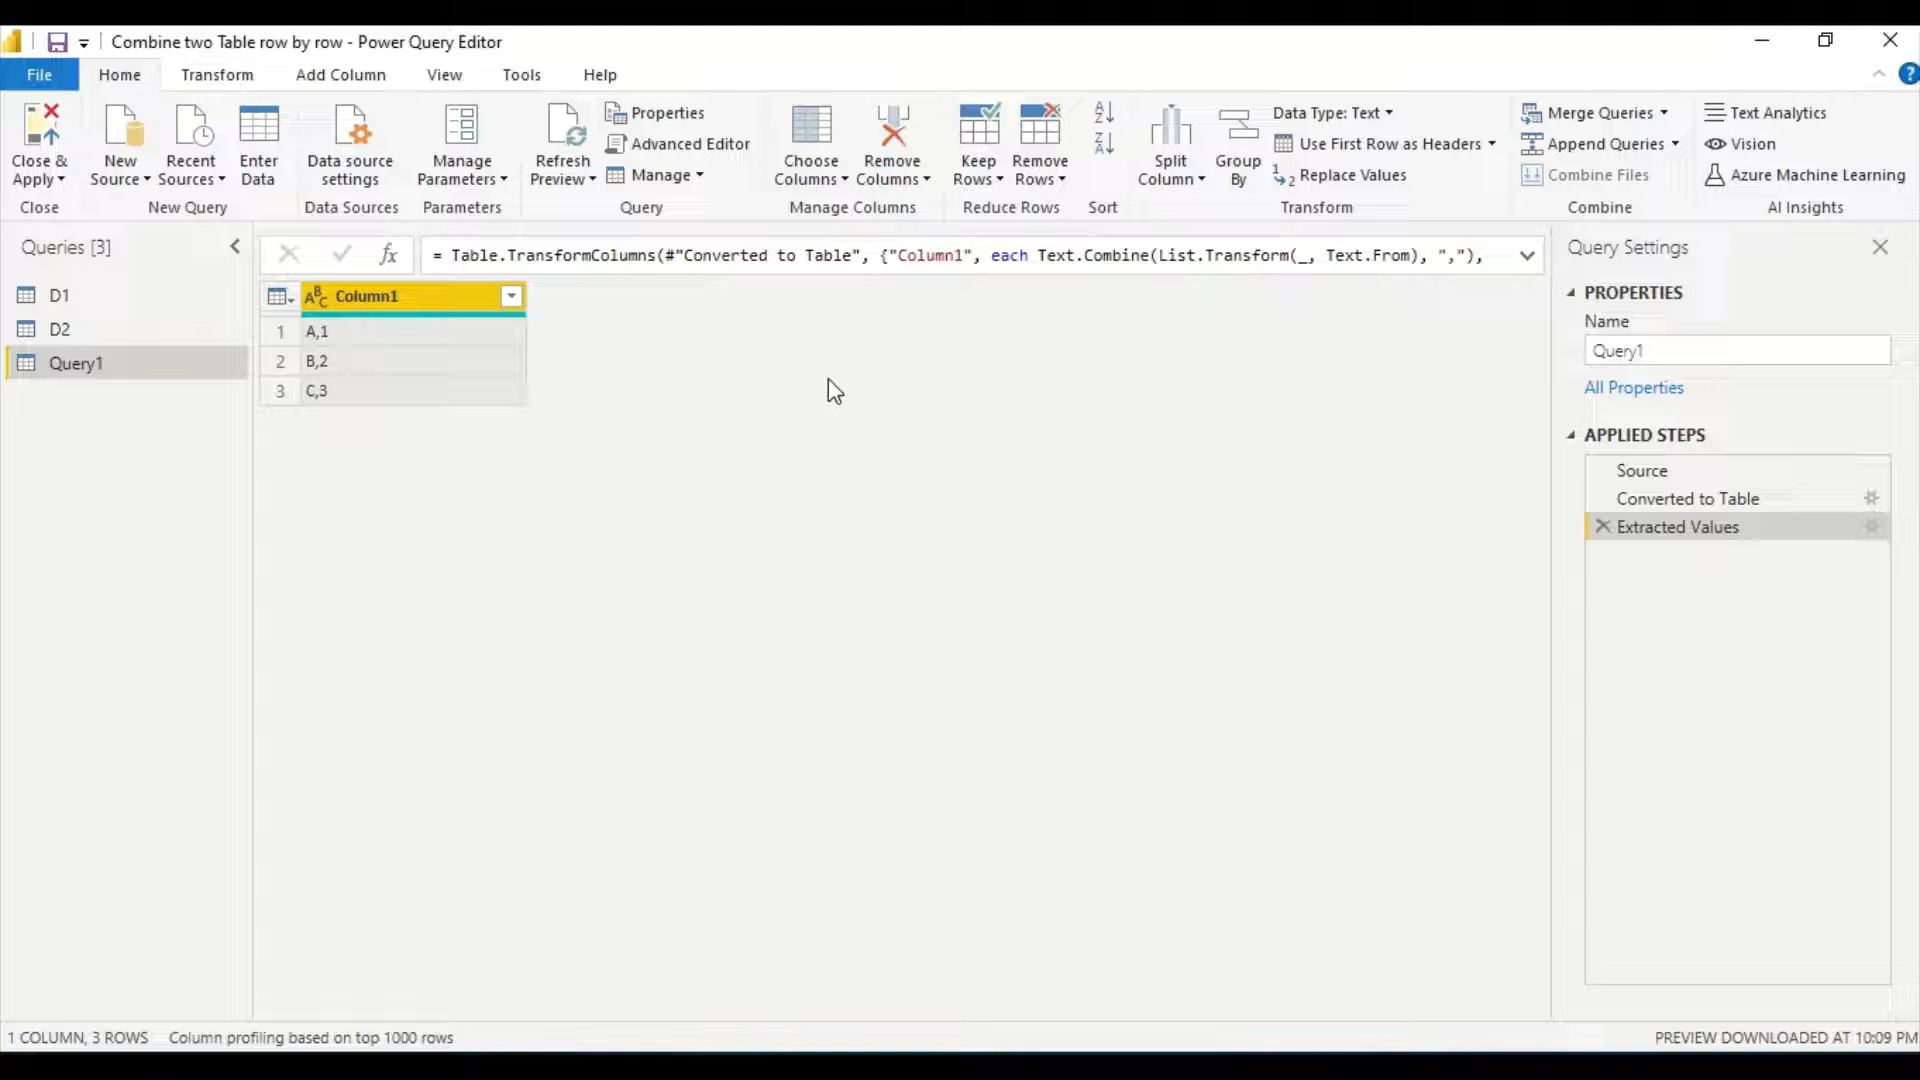 Combine two Table row by row - Power Query Editor
File Home Transform Add Column View Tools Help ?
Close & Apply
Close
New Source
Recent Sources
Enter Data
New Query
Data source settings
Data Sources
Manage Parameters
Parameters
Refresh Preview
Properties
Advanced Editor
Manage
Query
Choose Columns
Remove Columns
Manage Columns
Keep Rows
Remove Rows
Reduce Rows
A Z
Z A
Sort
Split Column
Group By
Data Type: Text
Use First Row as Headers
1 2 Replace Values
Transform
Merge Queries
Append Queries
Combine Files
Combine
Text Analytics
Vision
Azure Machine Learning
AI Insights
Queries [3]
D1
D2
Query1
fx = Table.TransformColumns(#"Converted to Table", {"Column1", each Text.Combine(List.Transform(_, Text.From), ","),
ABC Column1
1 A,1
2 B,2
3 C,3
Query Settings
PROPERTIES
Name
Query1
All Properties
APPLIED STEPS
Source
Converted to Table
Extracted Values
1 COLUMN, 3 ROWS Column profiling based on top 1000 rows
PREVIEW DOWNLOADED AT 10:09 PM